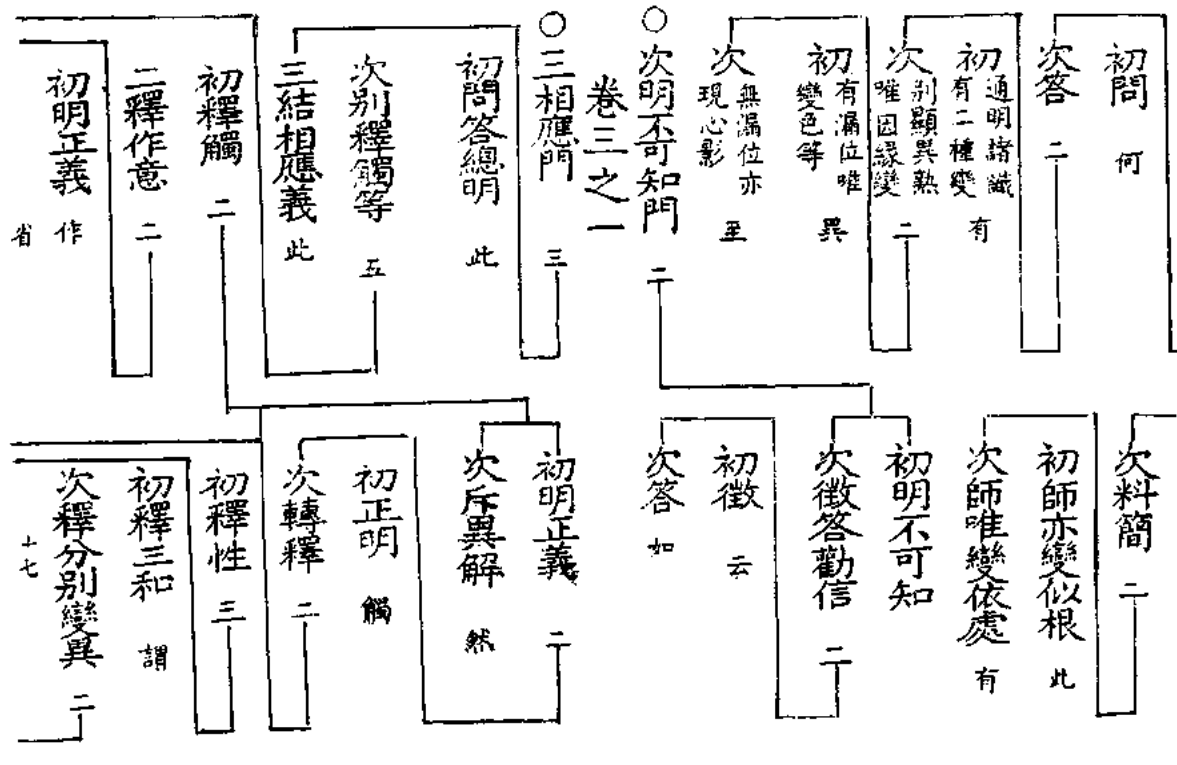 初問 何
次答 二
初 通明諸識有二種變 有
次 別顯異熟唯因緣變 二
初 有漏位唯變色等 異
次 無漏位亦現心影 至
○次明不可知門 二
卷三之一
○三相應門 三
初問答總明 此
次別釋觸等 五
三結相應義 此
初釋觸 二
二釋作意 二
初明正義 作
省
次料簡 二
初師亦變似根 此
次師唯變依處 有
初明不可知
次徵答勸信 二
初徵 云
次答 如
初明正義 二
次斥異解 然
初正明 觸
次轉釋 二
初釋性 三
初釋三和 謂
次釋分別變異 二
十七